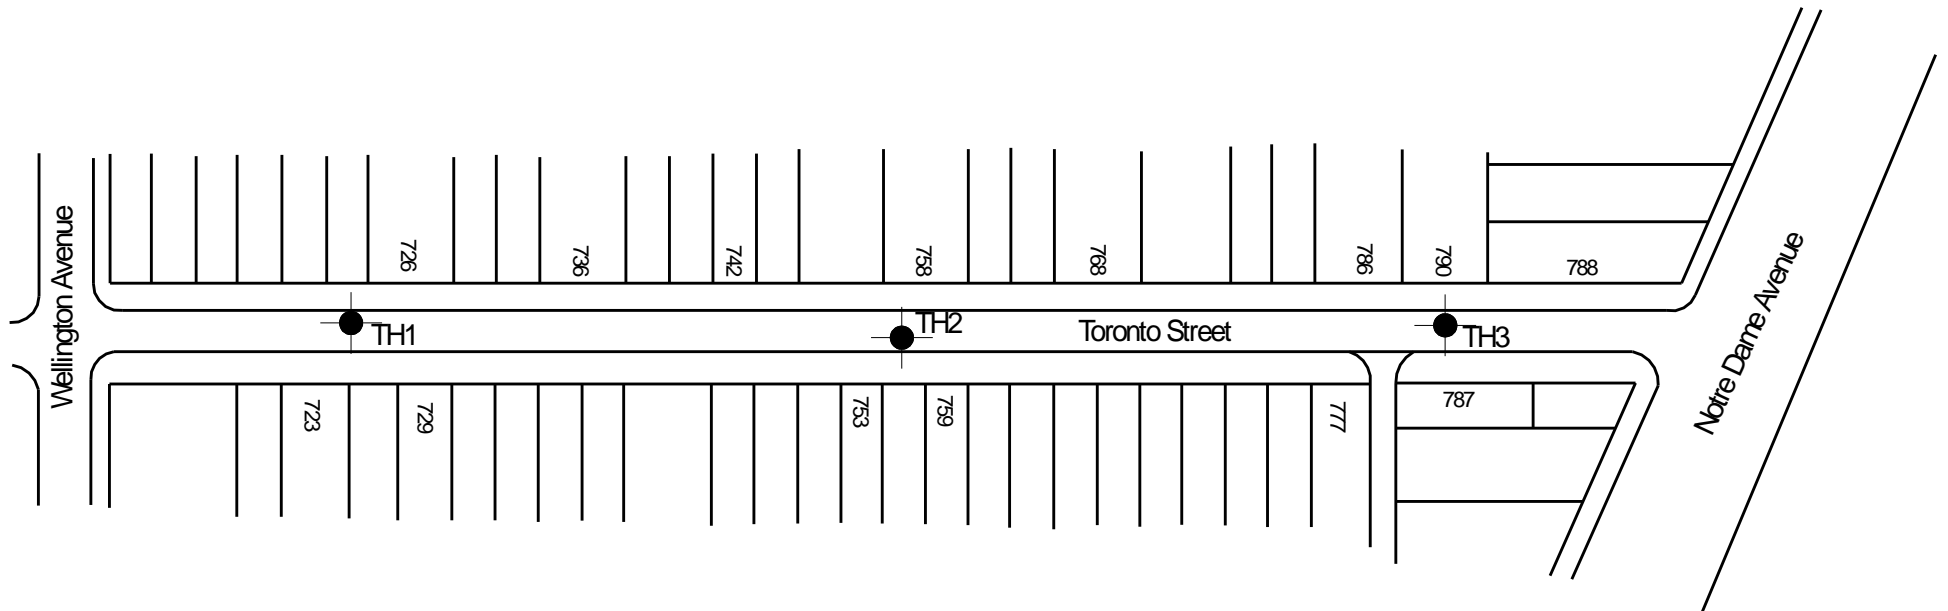 Wellington Avenue
726
736
742
758
768
786
790
788
TH1
TH2
Toronto Street
TH3
Notre Dame Avenue
723
729
753
759
777
787